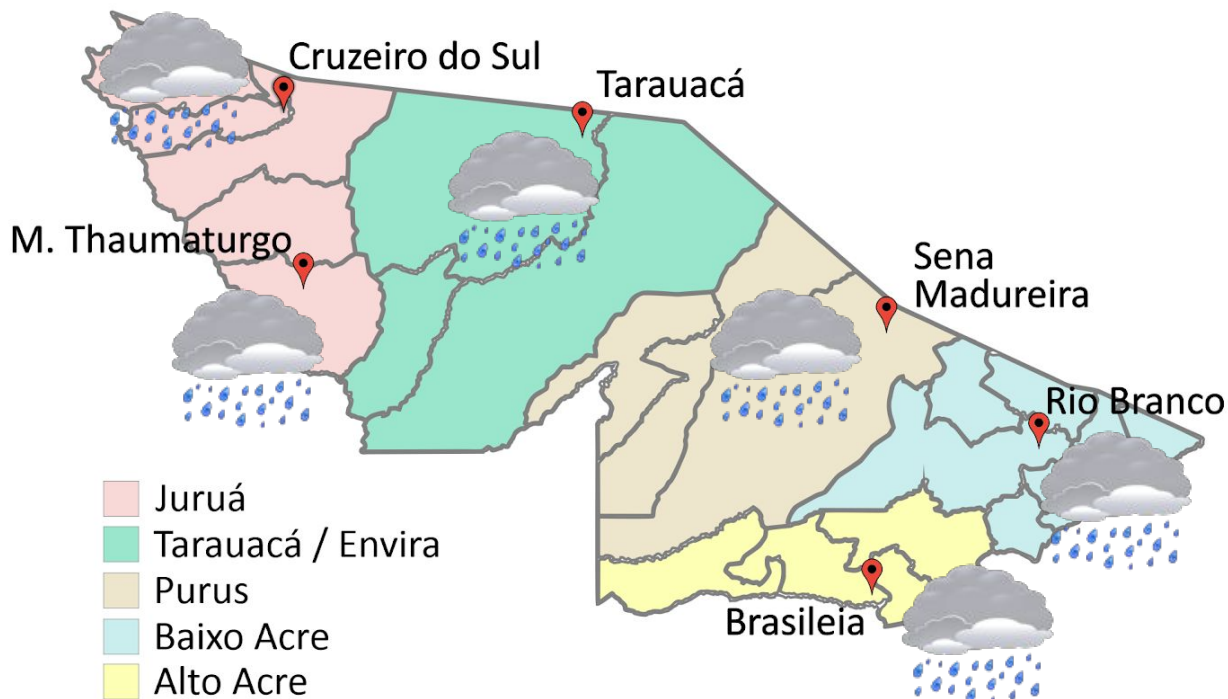 Cruzeiro do Sul
Tarauacá
M. Thaumaturgo
Sena
Madureira
Rio Branco
Brasileia
Juruá
Tarauacá / Envira
Purus
Baixo Acre
Alto Acre